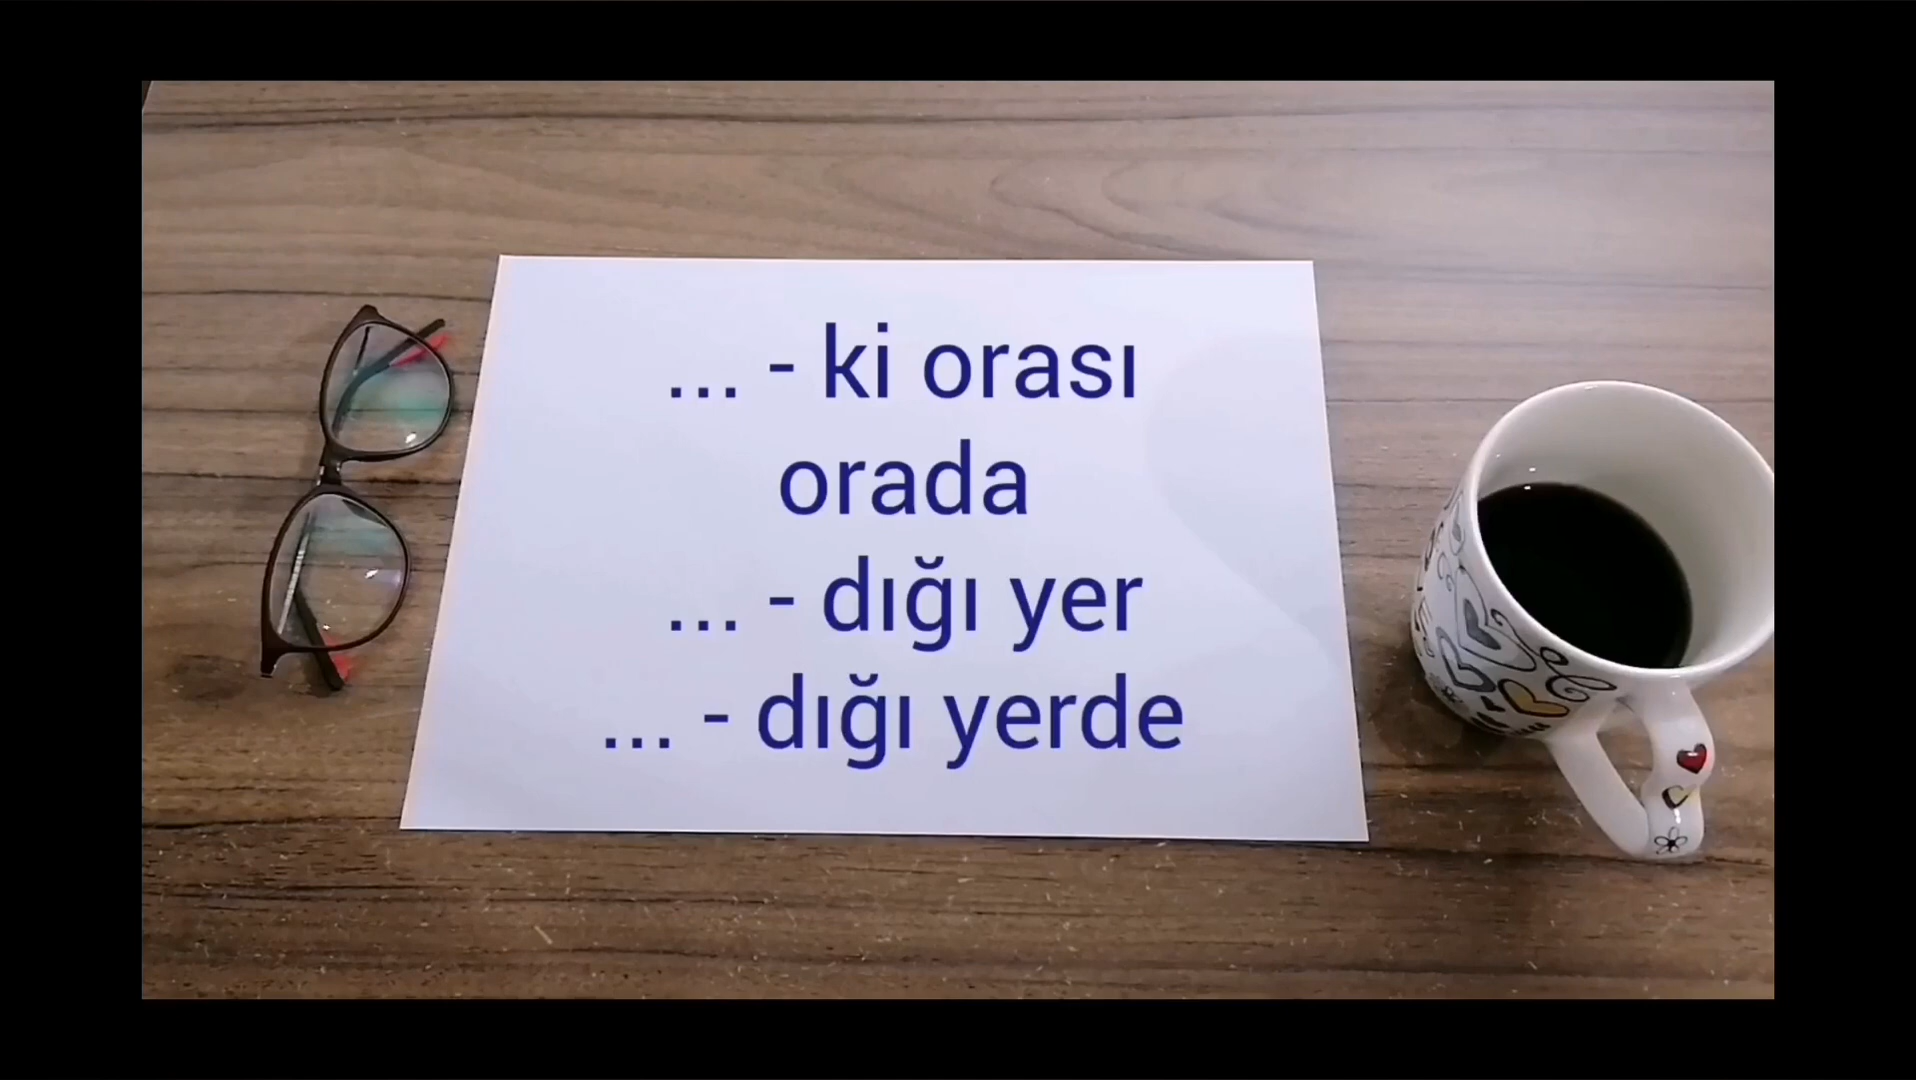 ... - ki orası
orada
... - dığı yer
... - dığı yerde